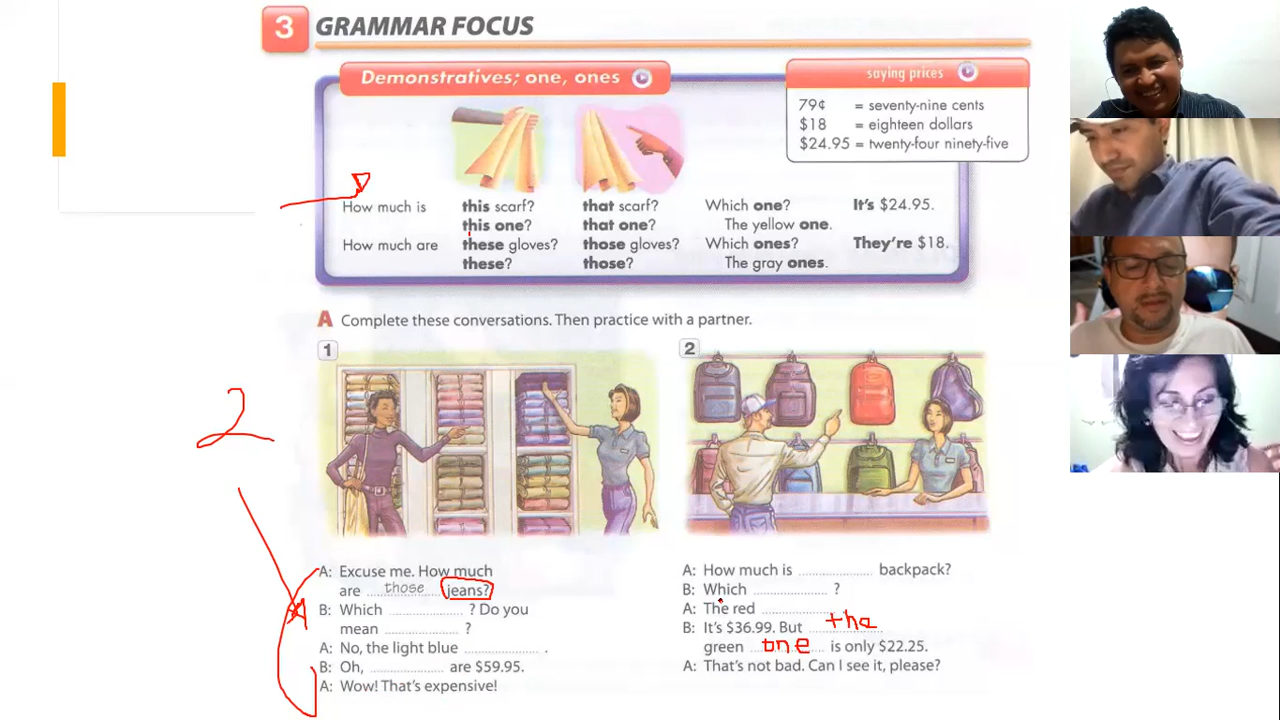 3 GRAMMAR FOCUS
Demonstratives; one, ones
saying prices
79¢ = seventy-nine cents
$18 = eighteen dollars
$24.95 = twenty-four ninety-five
How much is this scarf? that scarf? Which one? It's $24.95.
this one? that one? The yellow one.
How much are these gloves? those gloves? Which ones? They're $18.
these? those? The gray ones.
A Complete these conversations. Then practice with a partner.
1
A: Excuse me. How much
are those jeans?
B: Which ............ ? Do you
mean ............ ?
A: No, the light blue ............ .
B: Oh, ............ are $59.95.
A: Wow! That's expensive!
2
A: How much is ............ backpack?
B: Which ............ ?
A: The red ............ .
B: It's $36.99. But tha
green one is only $22.25.
A: That's not bad. Can I see it, please?
2